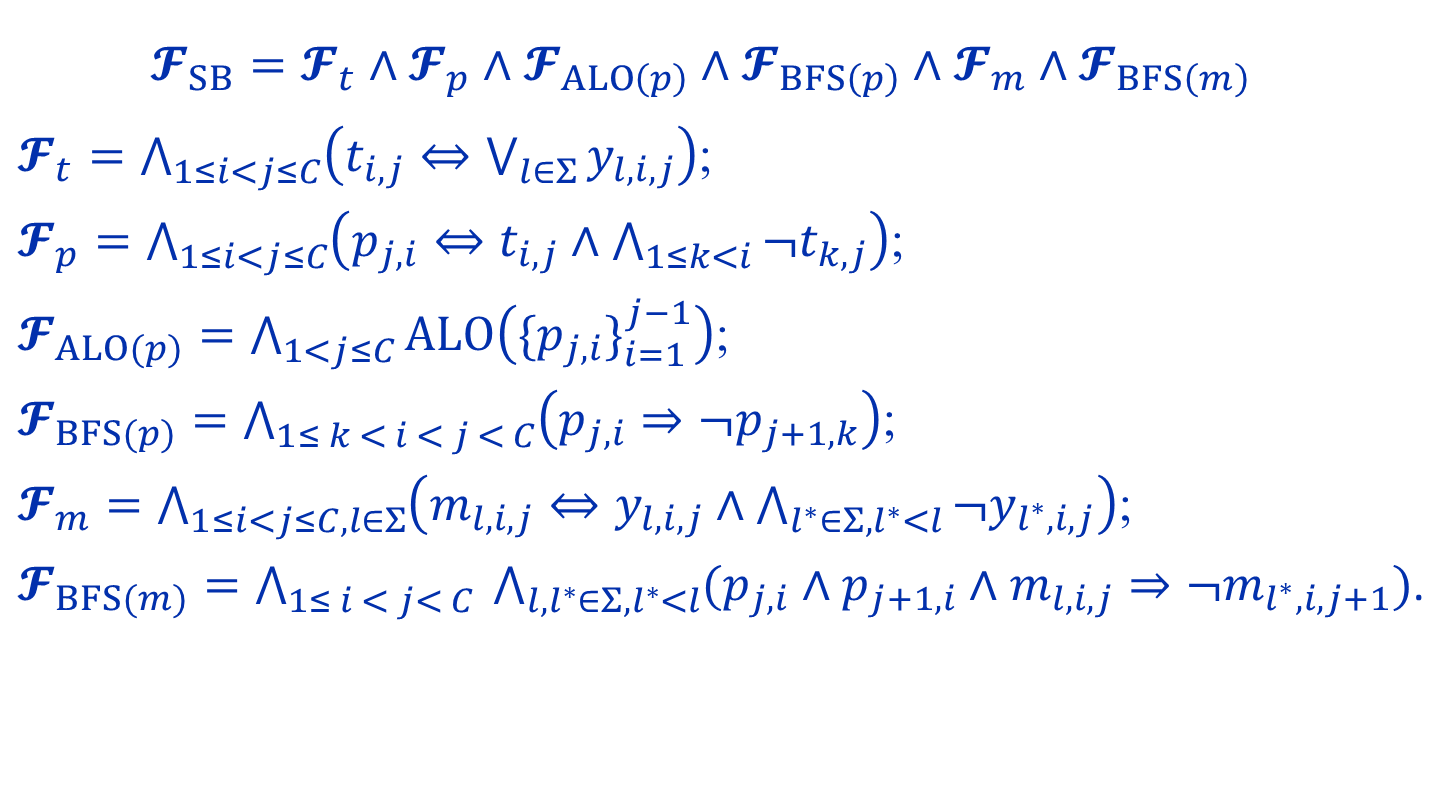 𝓕_SB = 𝓕_t ∧ 𝓕_p ∧ 𝓕_ALO(p) ∧ 𝓕_BFS(p) ∧ 𝓕_m ∧ 𝓕_BFS(m)
𝓕_t = ⋀_{1≤i<j≤C}(t_{i,j} ⇔ ⋁_{l∈Σ} y_{l,i,j});
𝓕_p = ⋀_{1≤i<j≤C}(p_{j,i} ⇔ t_{i,j} ∧ ⋀_{1≤k<i} ¬t_{k,j});
𝓕_ALO(p) = ⋀_{1<j≤C} ALO({p_{j,i}}_{i=1}^{j−1});
𝓕_BFS(p) = ⋀_{1≤ k < i < j < C}(p_{j,i} ⇒ ¬p_{j+1,k});
𝓕_m = ⋀_{1≤i<j≤C,l∈Σ}(m_{l,i,j} ⇔ y_{l,i,j} ∧ ⋀_{l*∈Σ,l*<l} ¬y_{l*,i,j});
𝓕_BFS(m) = ⋀_{1≤ i < j< C} ⋀_{l,l*∈Σ,l*<l}(p_{j,i} ∧ p_{j+1,i} ∧ m_{l,i,j} ⇒ ¬m_{l*,i,j+1}).